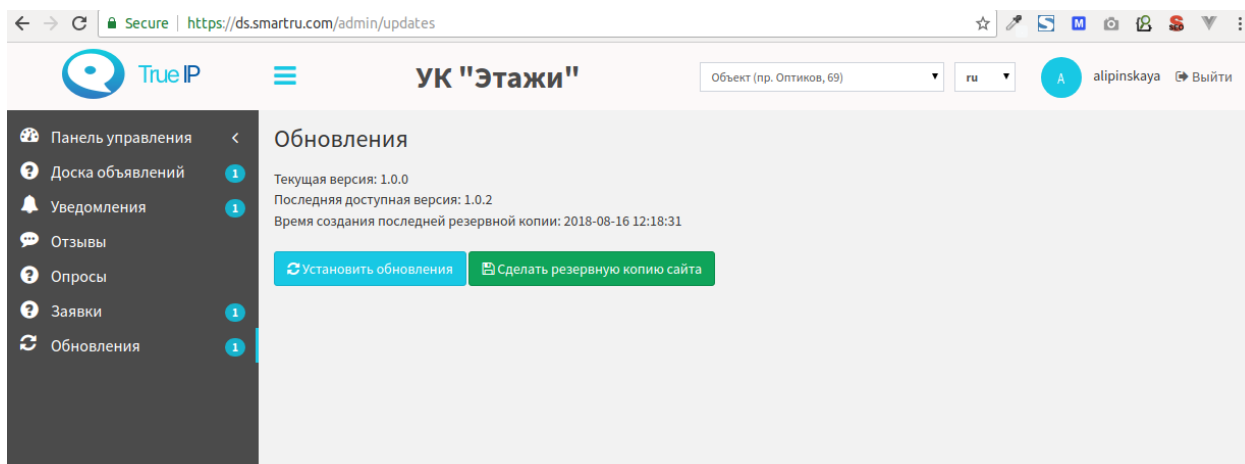 Secure | https://ds.smartru.com/admin/updates
True IP
УК "Этажи"
Объект (пр. Оптиков, 69)
ru
A
alipinskaya
Выйти
Панель управления
Доска объявлений 1
Уведомления 1
Отзывы
Опросы
Заявки 1
Обновления 1
Обновления
Текущая версия: 1.0.0
Последняя доступная версия: 1.0.2
Время создания последней резервной копии: 2018-08-16 12:18:31
Установить обновления
Сделать резервную копию сайта